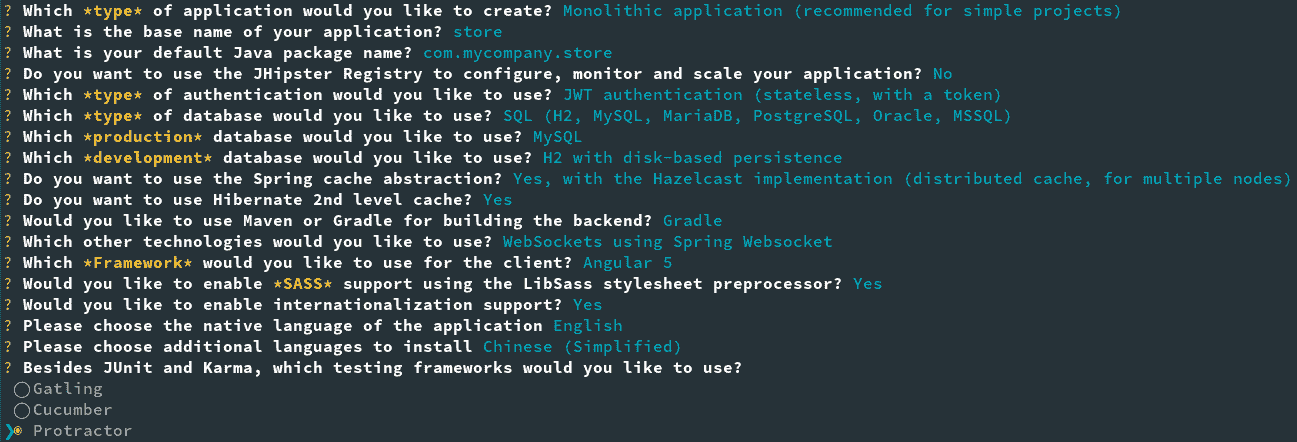 ? Which *type* of application would you like to create? Monolithic application (recommended for simple projects)
? What is the base name of your application? store
? What is your default Java package name? com.mycompany.store
? Do you want to use the JHipster Registry to configure, monitor and scale your application? No
? Which *type* of authentication would you like to use? JWT authentication (stateless, with a token)
? Which *type* of database would you like to use? SQL (H2, MySQL, MariaDB, PostgreSQL, Oracle, MSSQL)
? Which *production* database would you like to use? MySQL
? Which *development* database would you like to use? H2 with disk-based persistence
? Do you want to use the Spring cache abstraction? Yes, with the Hazelcast implementation (distributed cache, for multiple nodes)
? Do you want to use Hibernate 2nd level cache? Yes
? Would you like to use Maven or Gradle for building the backend? Gradle
? Which other technologies would you like to use? WebSockets using Spring Websocket
? Which *Framework* would you like to use for the client? Angular 5
? Would you like to enable *SASS* support using the LibSass stylesheet preprocessor? Yes
? Would you like to enable internationalization support? Yes
? Please choose the native language of the application English
? Please choose additional languages to install Chinese (Simplified)
? Besides JUnit and Karma, which testing frameworks would you like to use?
◯ Gatling
◯ Cucumber
❯◉ Protractor